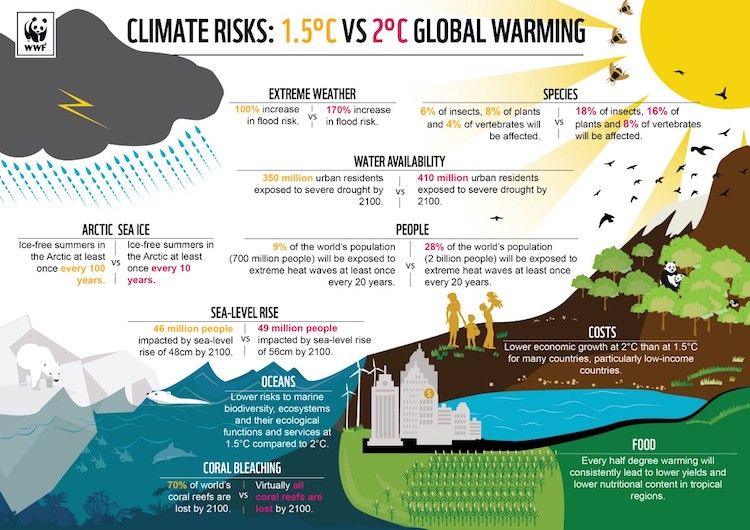 WWF
CLIMATE RISKS: 1.5°C VS 2°C GLOBAL WARMING
EXTREME WEATHER
100% increase
in flood risk.
vs
170% increase
in flood risk.
SPECIES
6% of insects, 8% of plants
and 4% of vertebrates will
be affected.
vs
18% of insects, 16% of
plants and 8% of vertebrates
will be affected.
WATER AVAILABILITY
350 million urban residents
exposed to severe drought by
2100.
vs
410 million urban residents
exposed to severe drought by
2100.
ARCTIC SEA ICE
Ice-free summers in
the Arctic at least
once every 100
years.
vs
Ice-free summers in
the Arctic at least
once every 10
years.
PEOPLE
9% of the world's population
(700 million people) will be exposed to
extreme heat waves at least once
every 20 years.
vs
28% of the world's population
(2 billion people) will be exposed to
extreme heat waves at least once
every 20 years.
SEA-LEVEL RISE
46 million people
impacted by sea-level
rise of 48cm by 2100.
vs
49 million people
impacted by sea-level
rise of 56cm by 2100.
COSTS
Lower economic growth at 2°C than at 1.5°C
for many countries, particularly low-income
countries.
OCEANS
Lower risks to marine
biodiversity, ecosystems
and their ecological
functions and services at
1.5°C compared to 2°C.
$
CORAL BLEACHING
70% of world's
coral reefs are
lost by 2100.
vs
Virtually all
coral reefs are
lost by 2100.
FOOD
Every half degree warming will
consistently lead to lower yields and
lower nutritional content in tropical
regions.